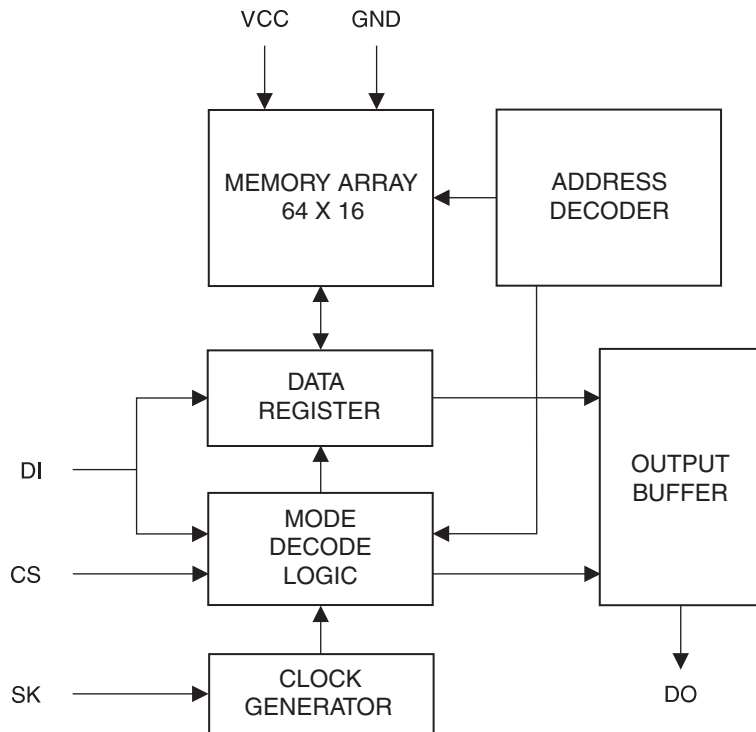 VCC
GND
MEMORY ARRAY
64 X 16
ADDRESS
DECODER
DATA
REGISTER
DI
OUTPUT
BUFFER
MODE
DECODE
LOGIC
CS
SK
CLOCK
GENERATOR
DO